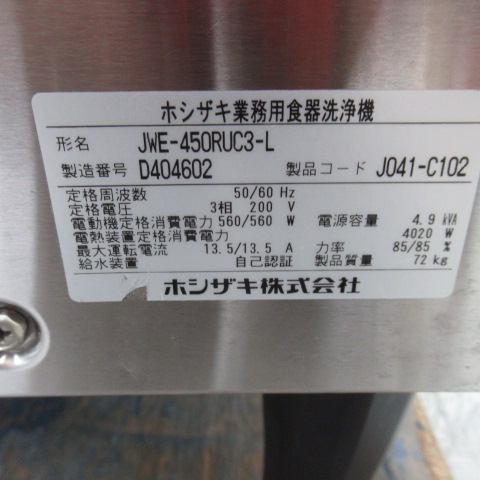 ホシザキ業務用食器洗浄機
形名 JWE-450RUC3-L
製造番号 D404602 製品コード J041-C102
定格周波数 50/60 Hz
定格電圧 3相 200 V
電動機定格消費電力 560/560 W 電源容量 4.9 kVA
電熱装置定格消費電力 4020 W
最大運転電流 13.5/13.5 A 力率 85/85 %
給水装置 自己認証 製品質量 72 kg
ホシザキ株式会社